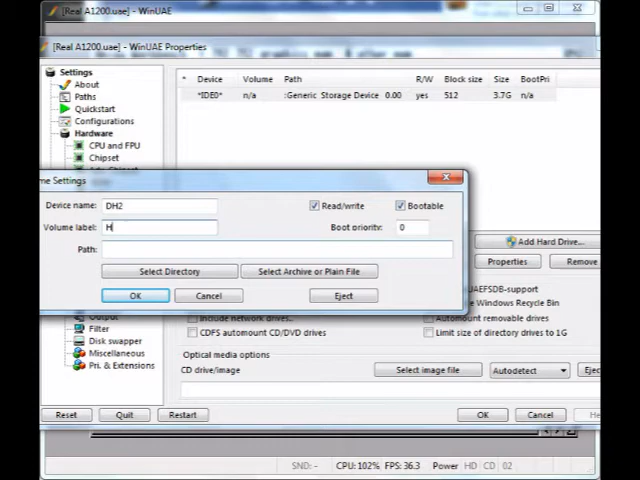 [Real A1200.uae] - WinUAE
[Real A1200.uae] - WinUAE Properties
Settings
About
Paths
Quickstart
Configurations
Hardware
CPU and FPU
Chipset
* Device Volume Path R/W Block size Size BootPri
*IDE0* n/a :Generic Storage Device 0.00 yes 512 3.7G n/a
me Settings
Device name: DH2
Read/write
Bootable
Volume label: H
Boot priority: 0
Path:
Select Directory
Select Archive or Plain File
OK
Cancel
Eject
Add Hard Drive...
Properties
Remove
UAEFSDB-support
e Windows Recycle Bin
Include network drives..
Automount removable drives
CDFS automount CD/DVD drives
Limit size of directory drives to 1G
Output
Filter
Disk swapper
Miscellaneous
Pri. & Extensions
Optical media options
CD drive/image
Select image file
Autodetect
Ejec
Reset
Quit
Restart
OK
Cancel
He
SND: - CPU: 102% FPS: 36.3 Power HD CD 02